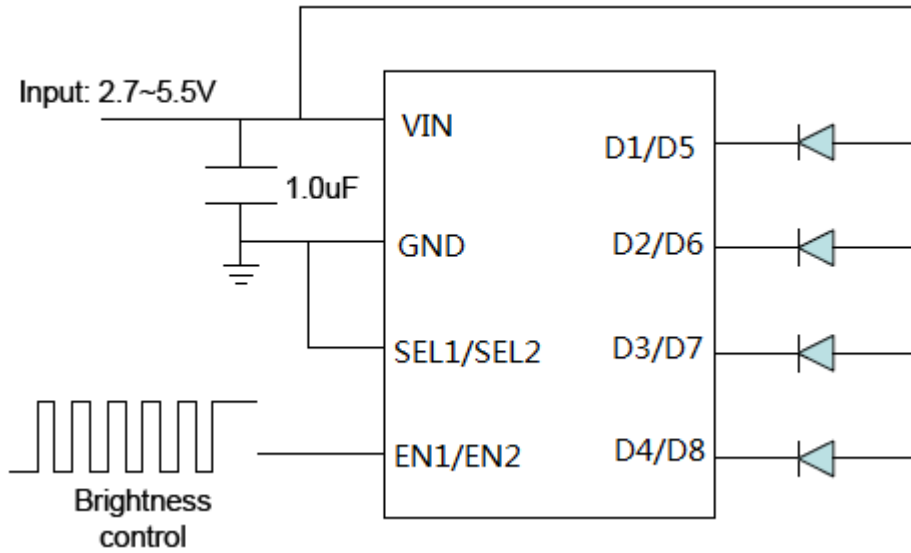 Input: 2.7~5.5V
VIN
D1/D5
1.0uF
GND
D2/D6
SEL1/SEL2
D3/D7
EN1/EN2
D4/D8
Brightness
control